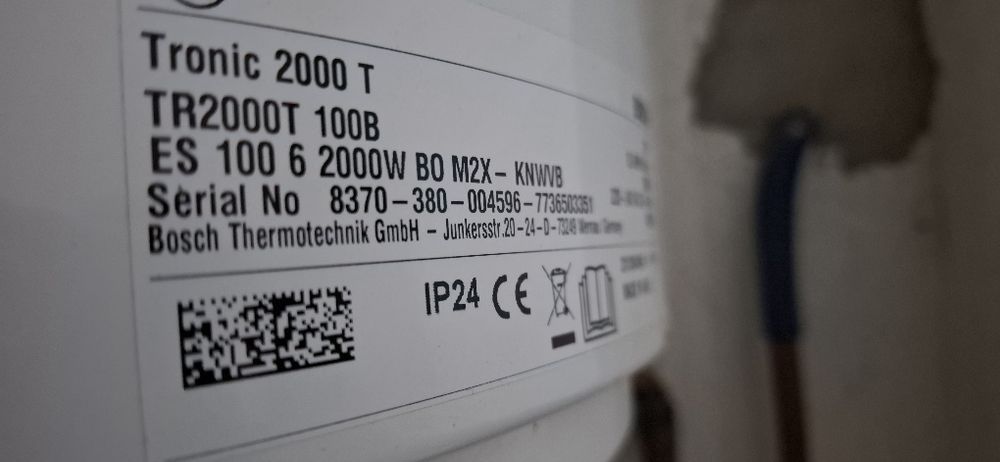 Tronic 2000 T
TR2000T 100B
ES 100 6 2000W BO M2X- KNWVB
Serial No 8370-380-004596-7736503351
Bosch Thermotechnik GmbH - Junkersstr.20-24-D-73249 Wernau, Germany
IP24 CE